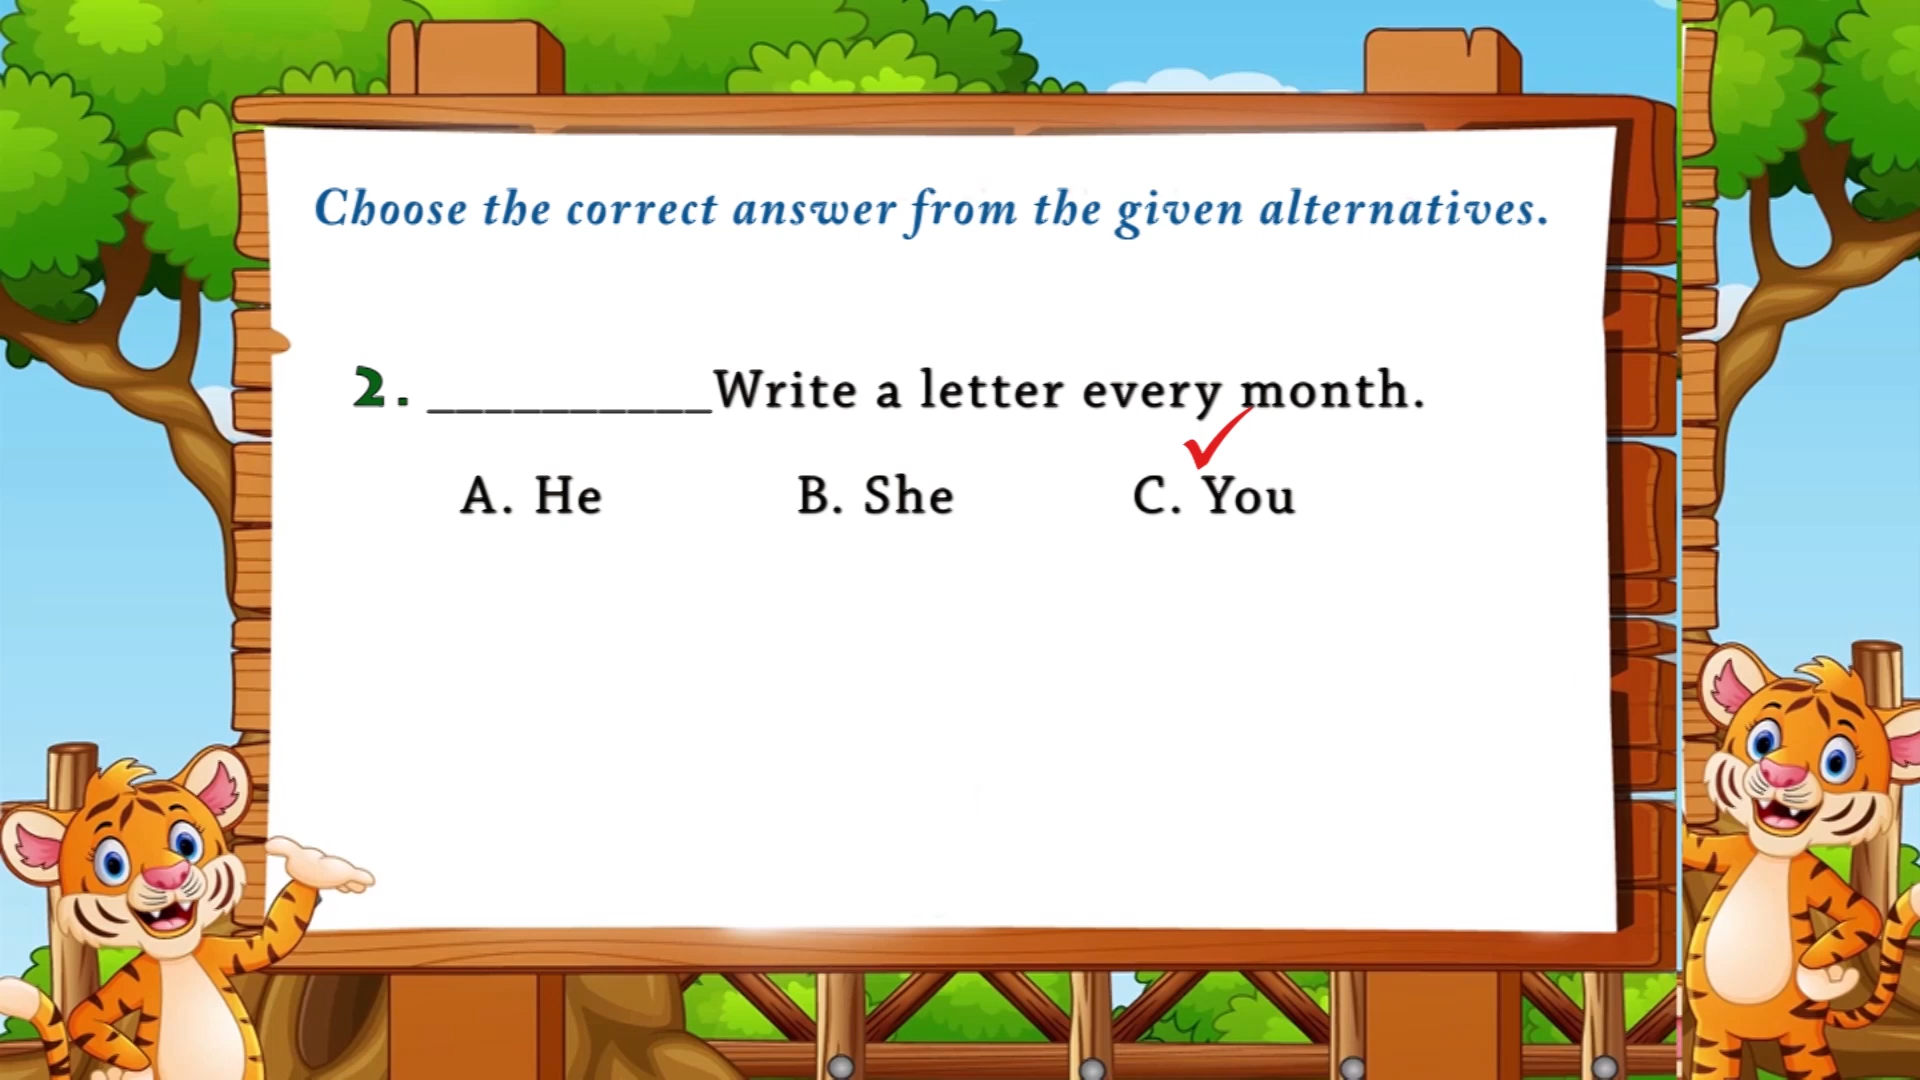 Choose the correct answer from the given alternatives.
2. __________Write a letter every month.
A. He B. She C. You